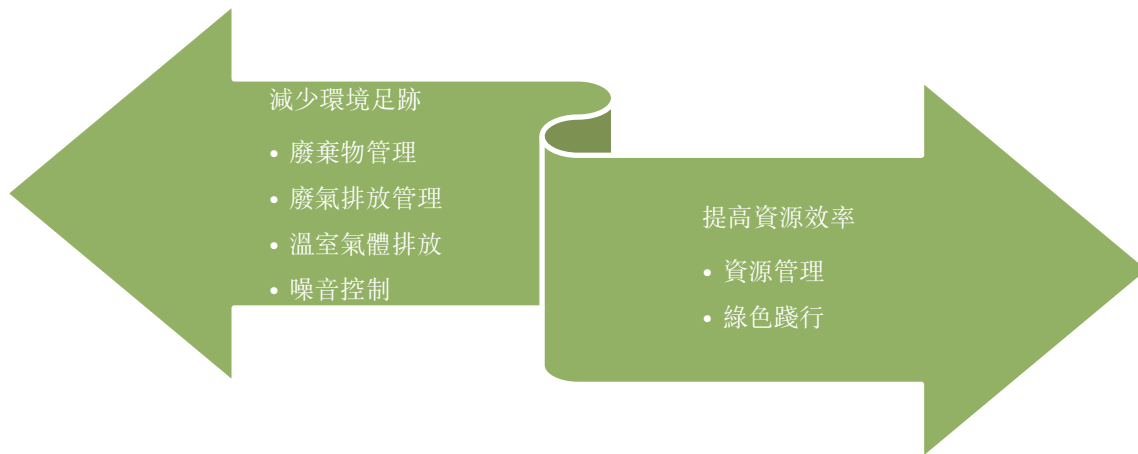 減少環境足跡
• 廢棄物管理
• 廢氣排放管理
• 溫室氣體排放
• 噪音控制
提高資源效率
• 資源管理
• 綠色踐行